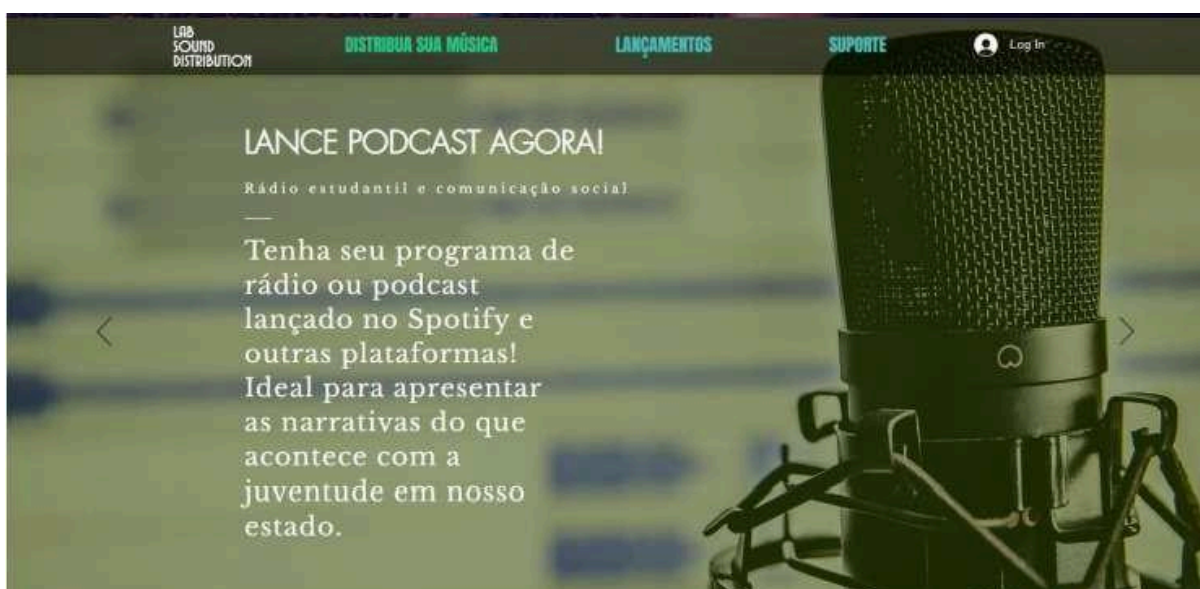 LAB
SOUND
DISTRIBUTION
DISTRIBUA SUA MÚSICA
LANÇAMENTOS
SUPORTE
Log In
LANCE PODCAST AGORA!
Rádio estudantil e comunicação social
Tenha seu programa de
rádio ou podcast
lançado no Spotify e
outras plataformas!
Ideal para apresentar
as narrativas do que
acontece com a
juventude em nosso
estado.